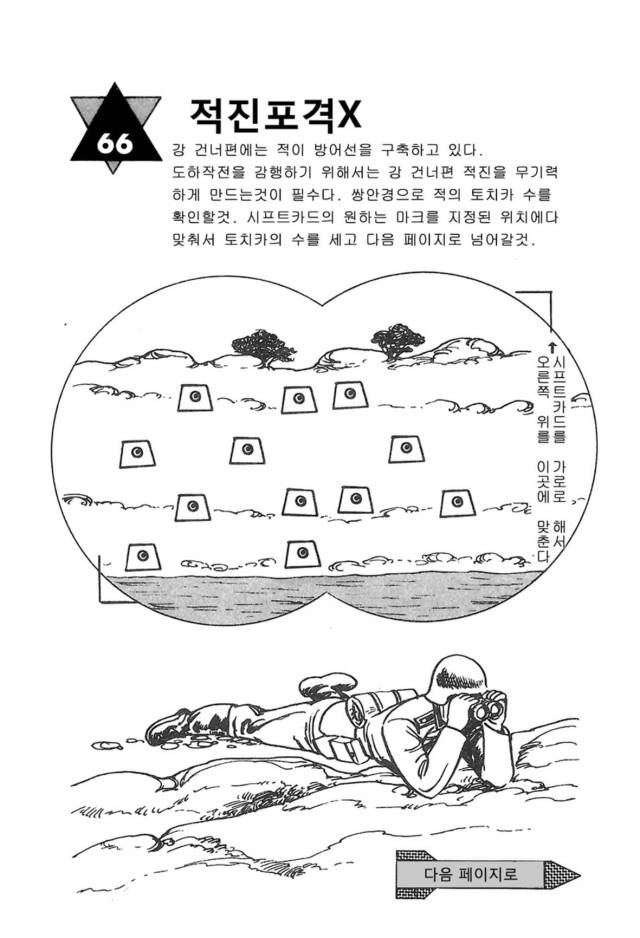 66
적진포격X
강 건너편에는 적이 방어선을 구축하고 있다.
도하작전을 감행하기 위해서는 강 건너편 적진을 무기력
하게 만드는것이 필수다. 쌍안경으로 적의 토치카 수를
확인할것. 시프트카드의 원하는 마크를 지정된 위치에다
맞춰서 토치카의 수를 세고 다음 페이지로 넘어갈것.
↑시프트카드를 가로로 해서
오른쪽 위를 이곳에 맞춘다
다음 페이지로